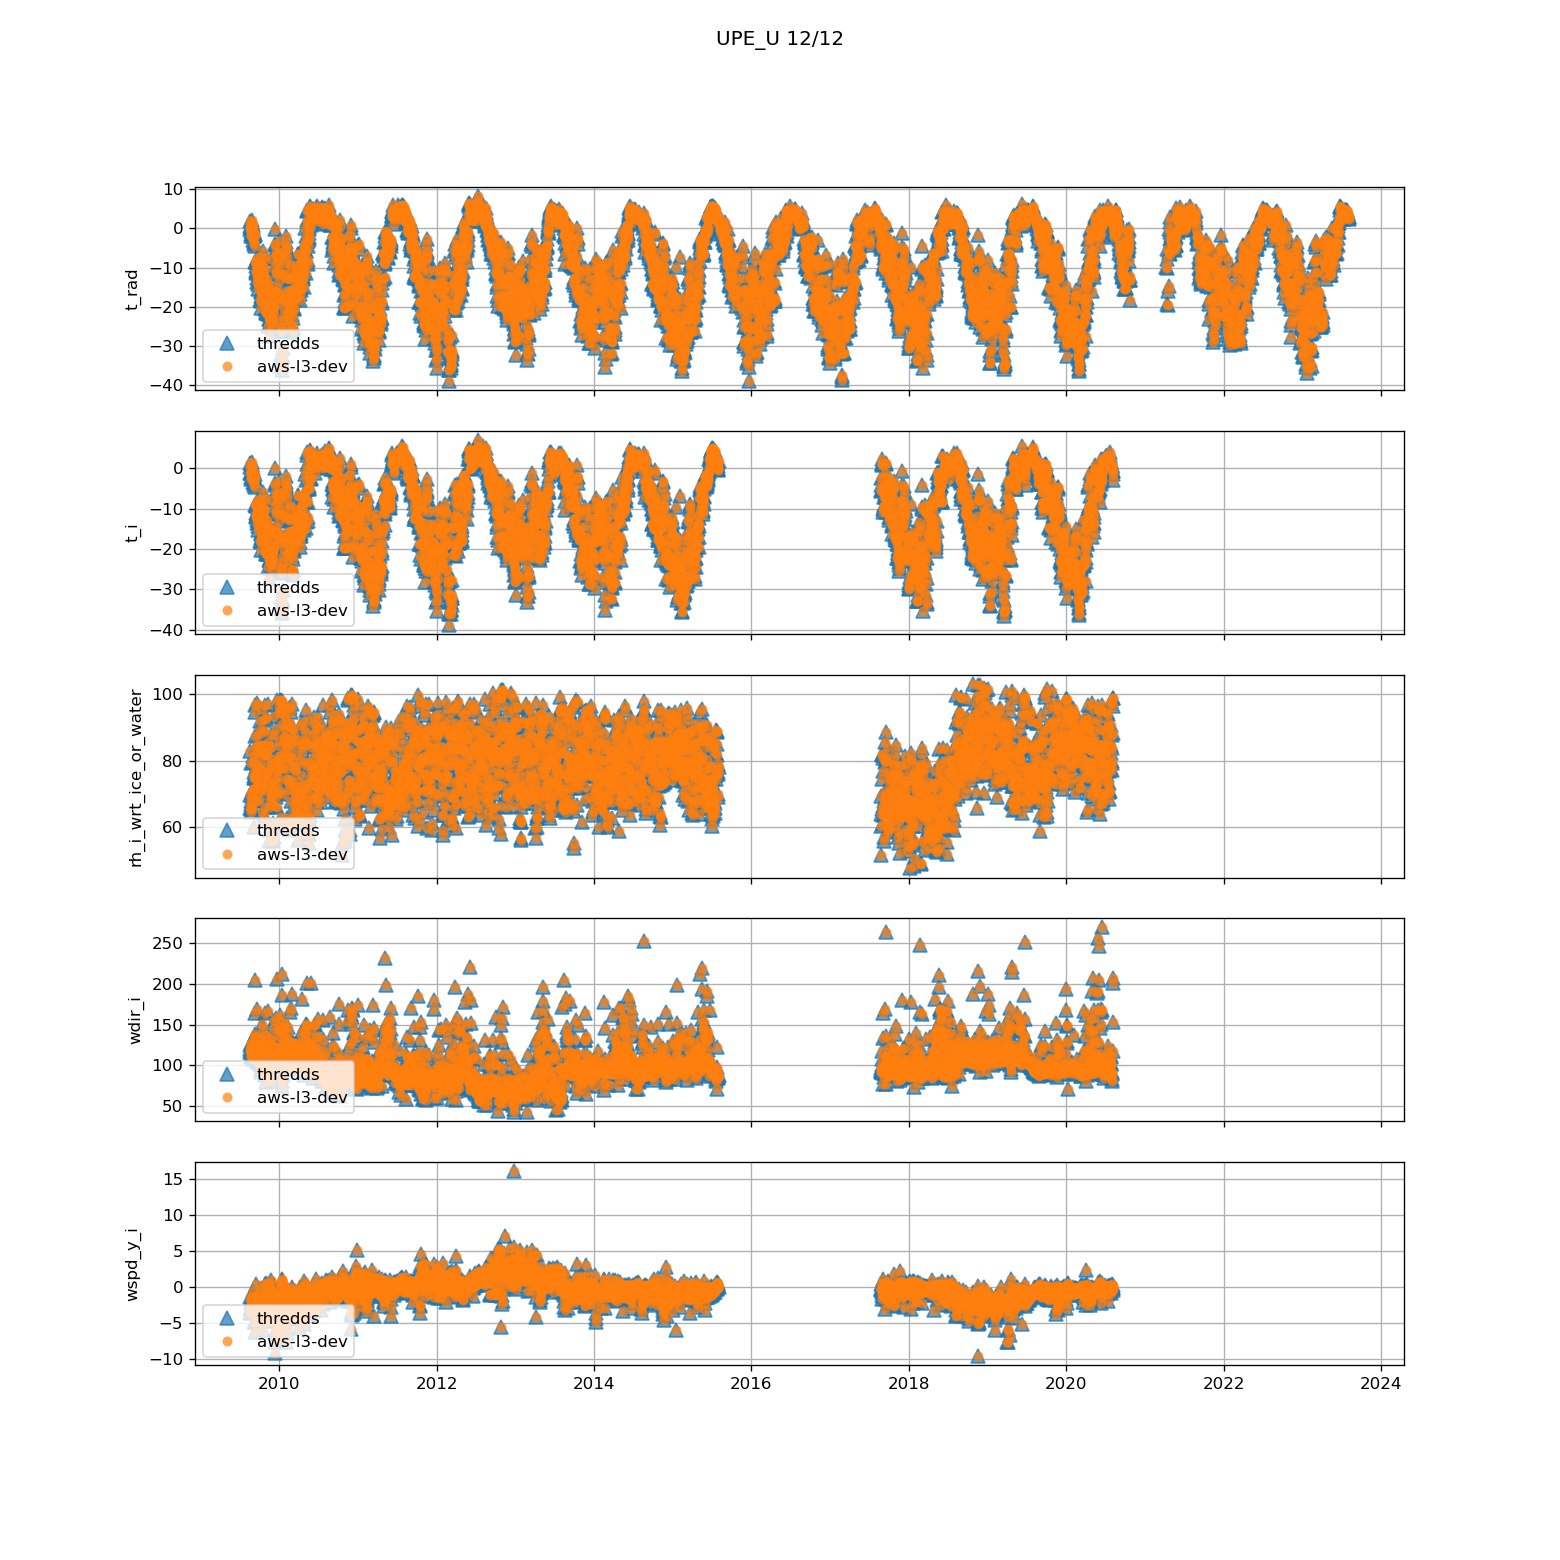 UPE_U 12/12
10
0
−10
−20
−30
−40
t_rad
thredds
aws-l3-dev
0
−10
−20
−30
−40
t_i
thredds
aws-l3-dev
100
80
60
rh_i_wrt_ice_or_water
thredds
aws-l3-dev
250
200
150
100
50
wdir_i
thredds
aws-l3-dev
15
10
5
0
−5
−10
wspd_y_i
thredds
aws-l3-dev
2010 2012 2014 2016 2018 2020 2022 2024